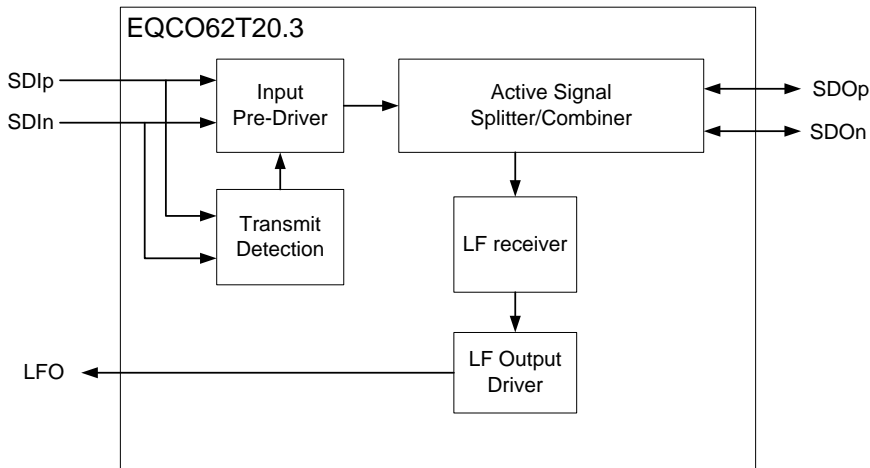 EQCO62T20.3
SDIp
SDIn
Input
Pre-Driver
Active Signal
Splitter/Combiner
SDOp
SDOn
Transmit
Detection
LF receiver
LF Output
Driver
LFO